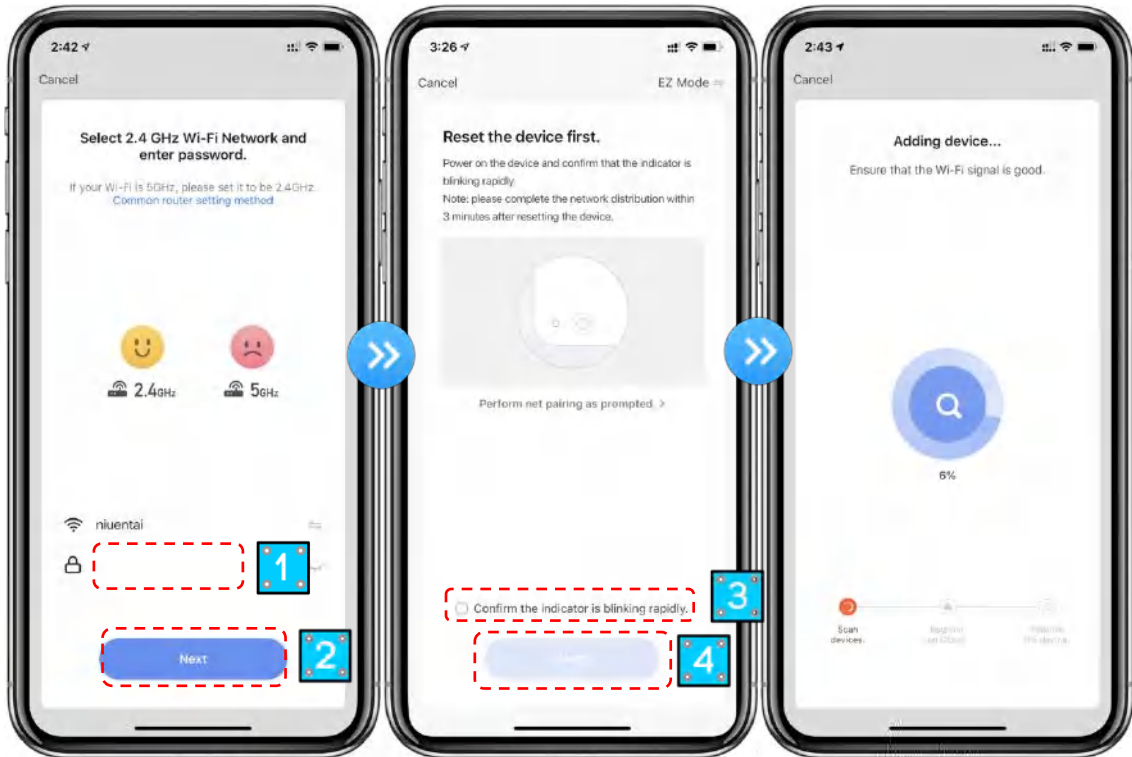 2:42
Cancel
Select 2.4 GHz Wi-Fi Network and
enter password.
If your Wi-Fi is 5GHz, please set it to be 2.4GHz.
Common router setting method
2.4GHz
5GHz
niuentai
1
Next
2
3:26
Cancel
EZ Mode
Reset the device first.
Power on the device and confirm that the indicator is
blinking rapidly.
Note: please complete the network distribution within
3 minutes after resetting the device.
Perform net pairing as prompted. >
Confirm the indicator is blinking rapidly.
3
4
2:43
Cancel
Adding device...
Ensure that the Wi-Fi signal is good.
6%
Scan
devices.